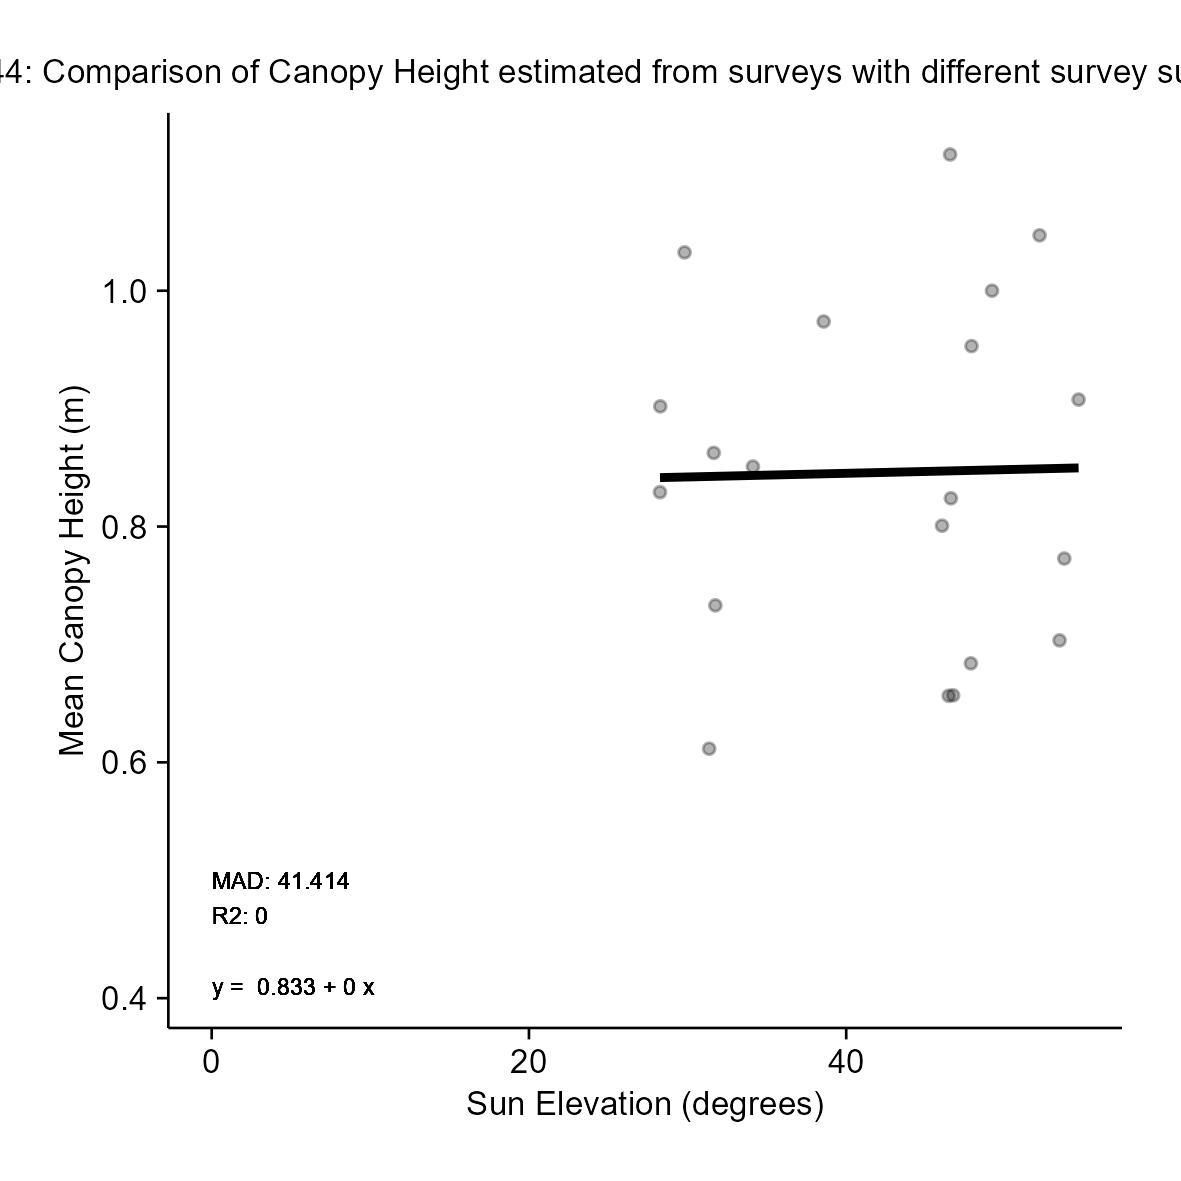 44: Comparison of Canopy Height estimated from surveys with different survey
1.0
0.8
0.6
0.4
Mean Canopy Height (m)
MAD: 41.414
R2: 0
y = 0.833 + 0 x
0
20
40
Sun Elevation (degrees)